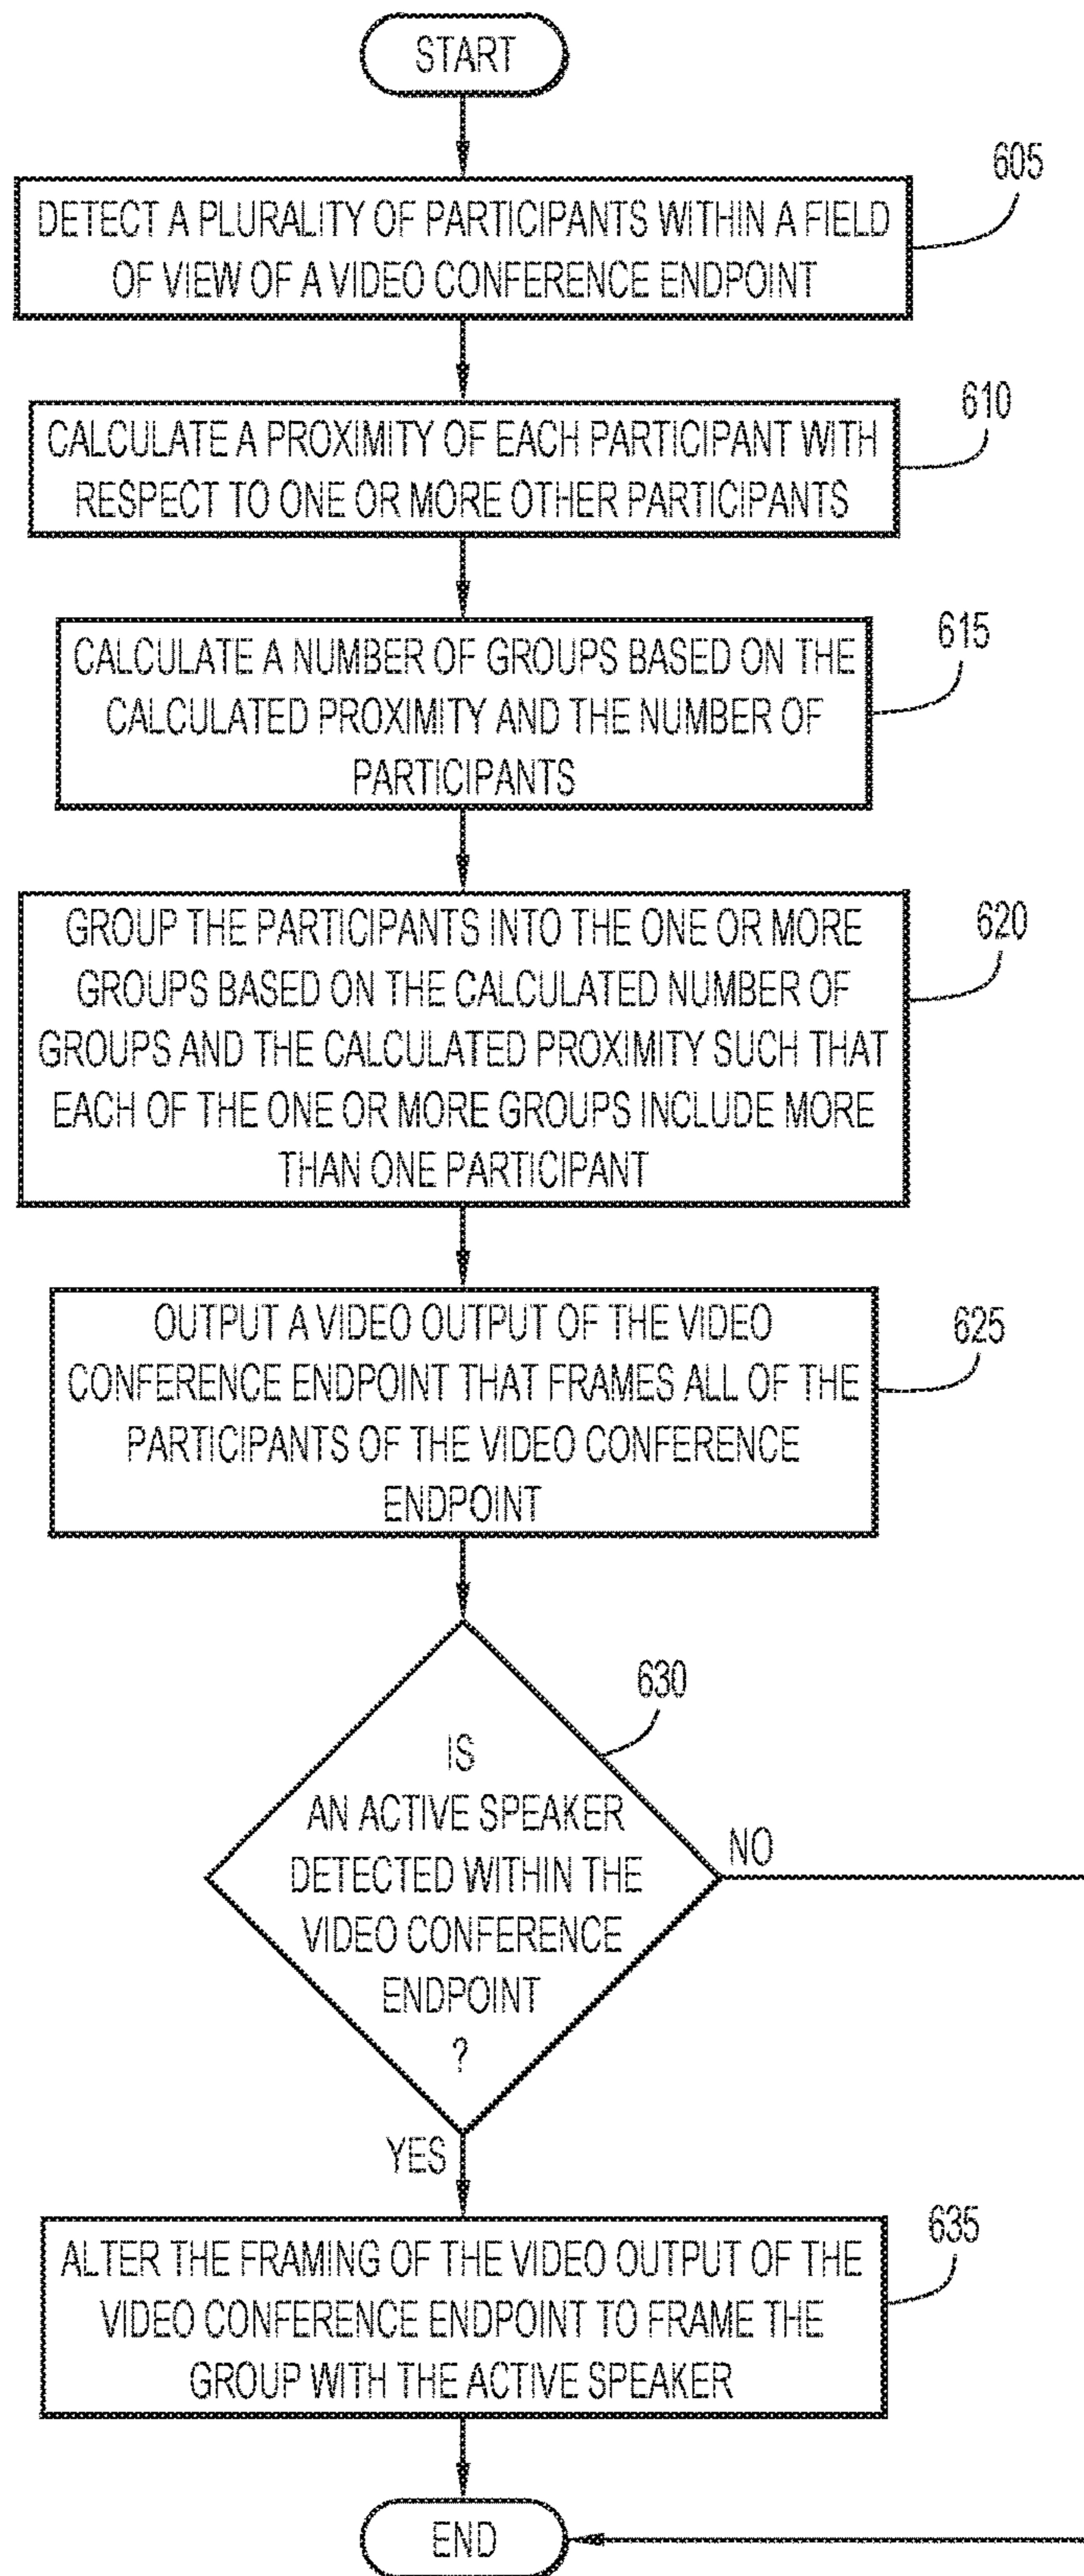 START
605
DETECT A PLURALITY OF PARTICIPANTS WITHIN A FIELD
OF VIEW OF A VIDEO CONFERENCE ENDPOINT
610
CALCULATE A PROXIMITY OF EACH PARTICIPANT WITH
RESPECT TO ONE OR MORE OTHER PARTICIPANTS
615
CALCULATE A NUMBER OF GROUPS BASED ON THE
CALCULATED PROXIMITY AND THE NUMBER OF
PARTICIPANTS
620
GROUP THE PARTICIPANTS INTO THE ONE OR MORE
GROUPS BASED ON THE CALCULATED NUMBER OF
GROUPS AND THE CALCULATED PROXIMITY SUCH THAT
EACH OF THE ONE OR MORE GROUPS INCLUDE MORE
THAN ONE PARTICIPANT
625
OUTPUT A VIDEO OUTPUT OF THE VIDEO
CONFERENCE ENDPOINT THAT FRAMES ALL OF THE
PARTICIPANTS OF THE VIDEO CONFERENCE
ENDPOINT
630
IS
AN ACTIVE SPEAKER
DETECTED WITHIN THE
VIDEO CONFERENCE
ENDPOINT
?
NO
YES
635
ALTER THE FRAMING OF THE VIDEO OUTPUT OF THE
VIDEO CONFERENCE ENDPOINT TO FRAME THE
GROUP WITH THE ACTIVE SPEAKER
END